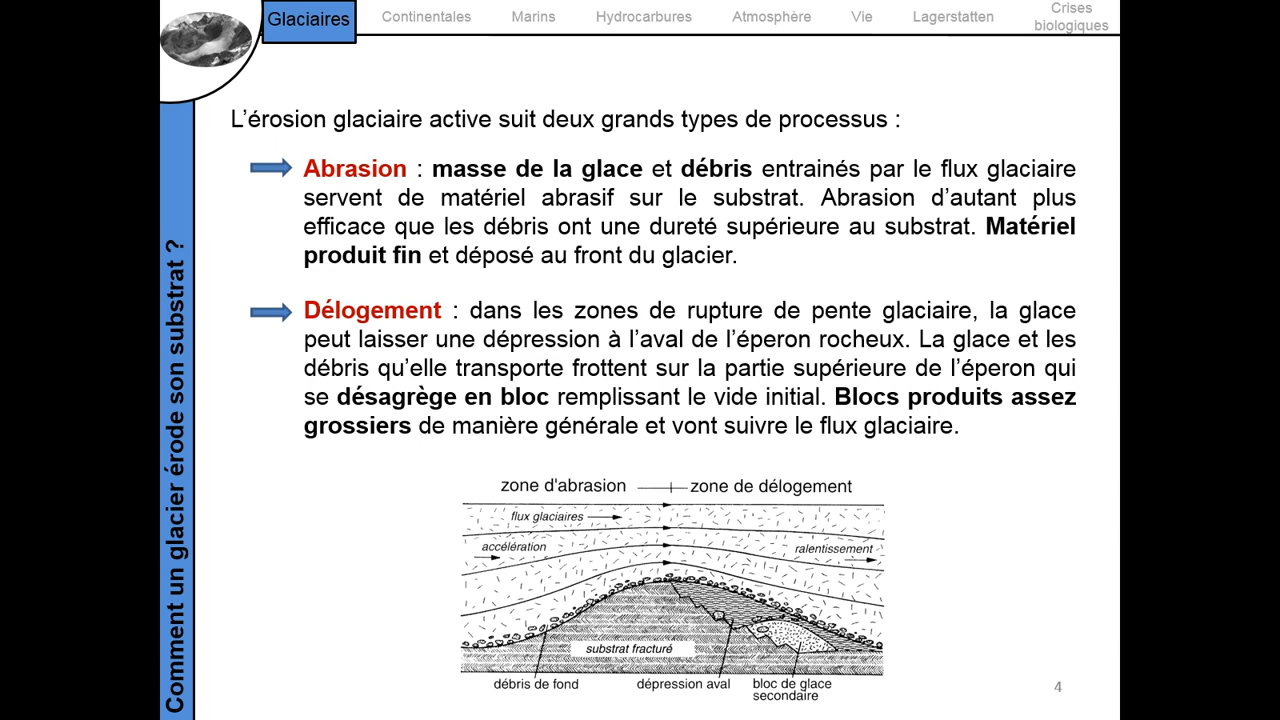 Glaciaires
Continentales
Marins
Hydrocarbures
Atmosphère
Vie
Lagerstatten
Crises
biologiques
Comment un glacier érode son substrat ?
L’érosion glaciaire active suit deux grands types de processus :
Abrasion : masse de la glace et débris entrainés par le flux glaciaire
servent de matériel abrasif sur le substrat. Abrasion d’autant plus
efficace que les débris ont une dureté supérieure au substrat. Matériel
produit fin et déposé au front du glacier.
Délogement : dans les zones de rupture de pente glaciaire, la glace
peut laisser une dépression à l’aval de l’éperon rocheux. La glace et les
débris qu’elle transporte frottent sur la partie supérieure de l’éperon qui
se désagrège en bloc remplissant le vide initial. Blocs produits assez
grossiers de manière générale et vont suivre le flux glaciaire.
zone d'abrasion
zone de délogement
flux glaciaires
accélération
ralentissement
substrat fracturé
débris de fond
dépression aval
bloc de glace
secondaire
4